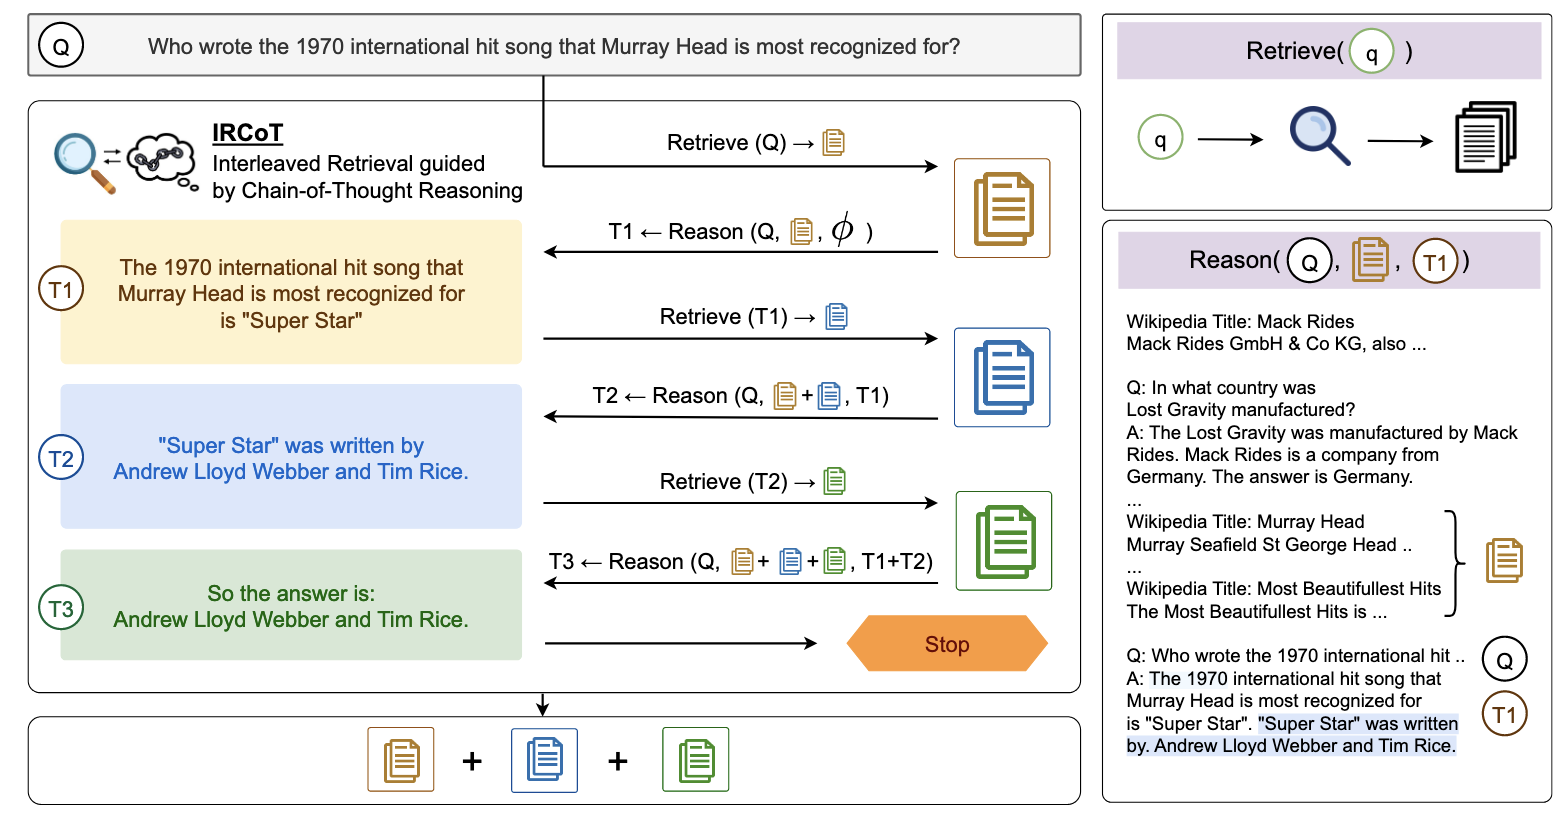 Q
Who wrote the 1970 international hit song that Murray Head is most recognized for?
IRCoT
Interleaved Retrieval guided
by Chain-of-Thought Reasoning
Retrieve (Q) →
T1 ← Reason (Q, , ϕ )
T1
The 1970 international hit song that
Murray Head is most recognized for
is "Super Star"
Retrieve (T1) →
T2 ← Reason (Q, + , T1)
T2
"Super Star" was written by
Andrew Lloyd Webber and Tim Rice.
Retrieve (T2) →
T3 ← Reason (Q, + + , T1+T2)
T3
So the answer is:
Andrew Lloyd Webber and Tim Rice.
Stop
+ +
Retrieve( q )
q
Reason( Q , , T1 )
Wikipedia Title: Mack Rides
Mack Rides GmbH & Co KG, also ...
Q: In what country was
Lost Gravity manufactured?
A: The Lost Gravity was manufactured by Mack
Rides. Mack Rides is a company from
Germany. The answer is Germany.
...
Wikipedia Title: Murray Head
Murray Seafield St George Head ..
...
Wikipedia Title: Most Beautifullest Hits
The Most Beautifullest Hits is ...
Q: Who wrote the 1970 international hit ..
Q
A: The 1970 international hit song that
Murray Head is most recognized for
T1
is "Super Star". "Super Star" was written
by. Andrew Lloyd Webber and Tim Rice.